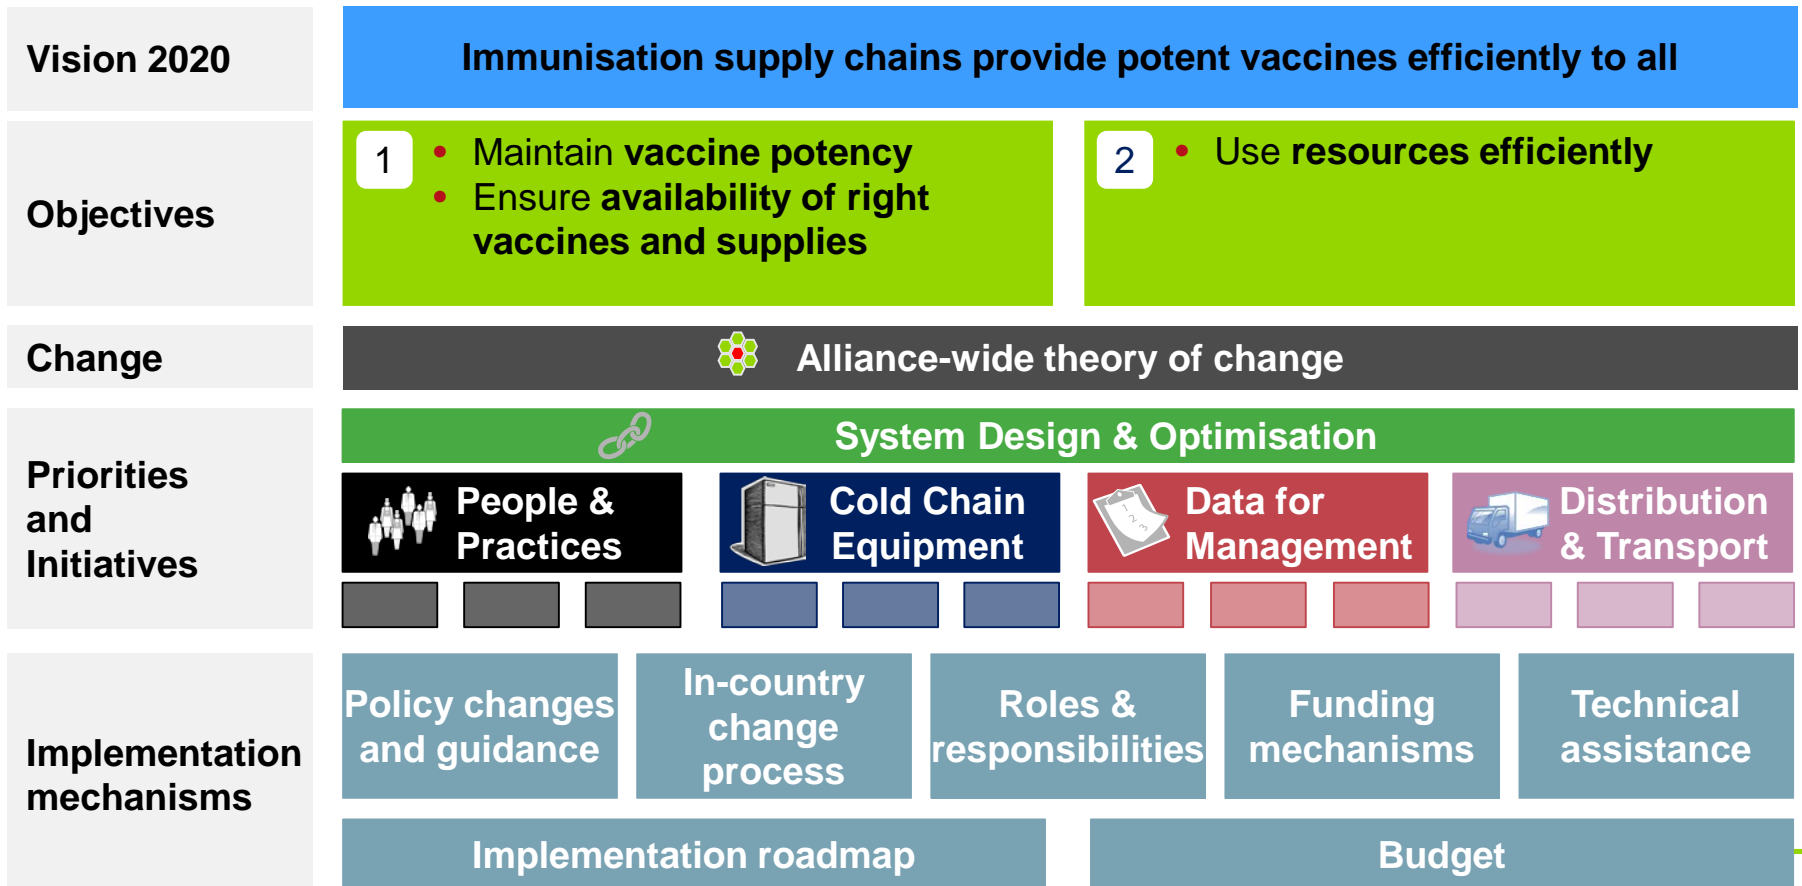 Vision 2020
Immunisation supply chains provide potent vaccines efficiently to all
Objectives
1
• Maintain vaccine potency
• Ensure availability of right
vaccines and supplies
2
• Use resources efficiently
Change
Alliance-wide theory of change
Priorities
and
Initiatives
System Design & Optimisation
People &
Practices
Cold Chain
Equipment
1
2
3
Data for
Management
Distribution
& Transport
Implementation
mechanisms
Policy changes
and guidance
In-country
change
process
Roles &
responsibilities
Funding
mechanisms
Technical
assistance
Implementation roadmap
Budget